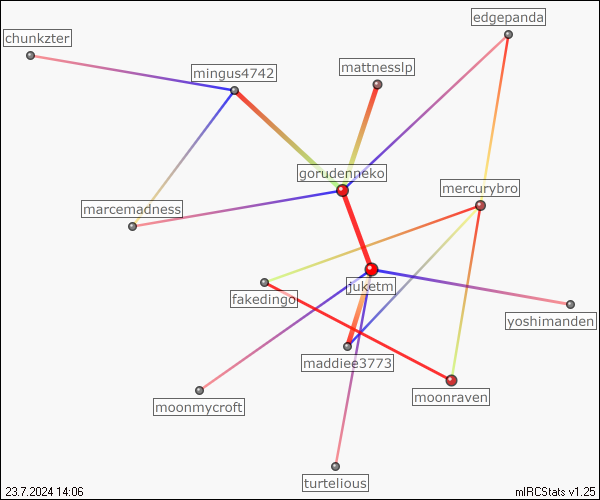 edgepanda
chunkzter
mingus4742
mattnesslp
gorudenneko
mercurybro
marcemadness
juketm
fakedingo
yoshimanden
maddiee3773
moonraven
moonmycroft
turtelious
23.7.2024 14:06
mIRCStats v1.25